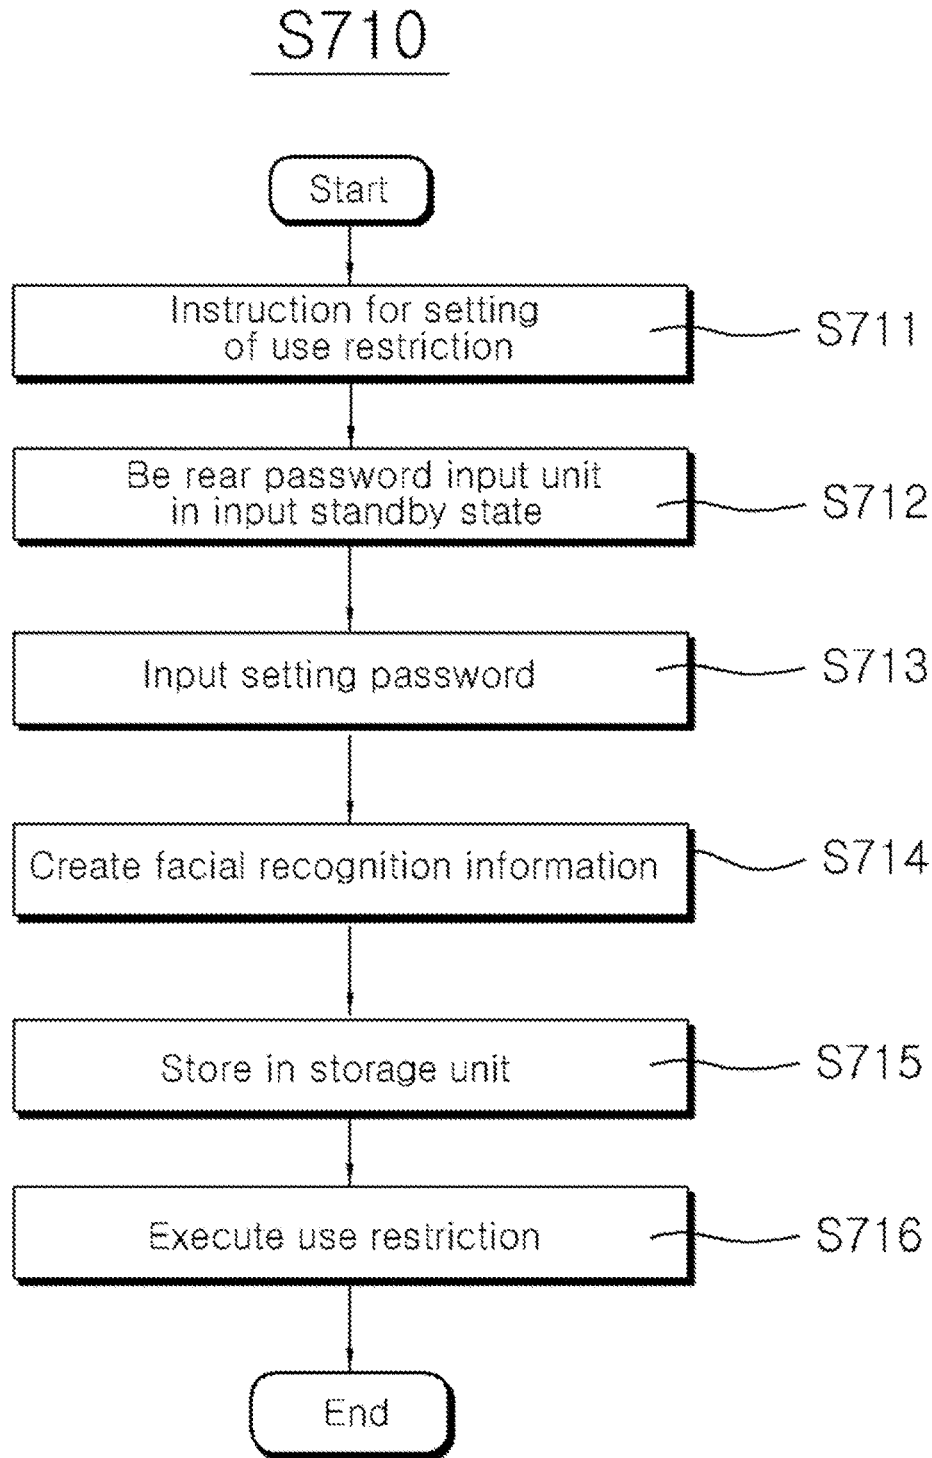 S710
Start
Instruction for setting
of use restriction
S711
Be rear password input unit
in input standby state
S712
Input setting password
S713
Create facial recognition information
S714
Store in storage unit
S715
Execute use restriction
S716
End